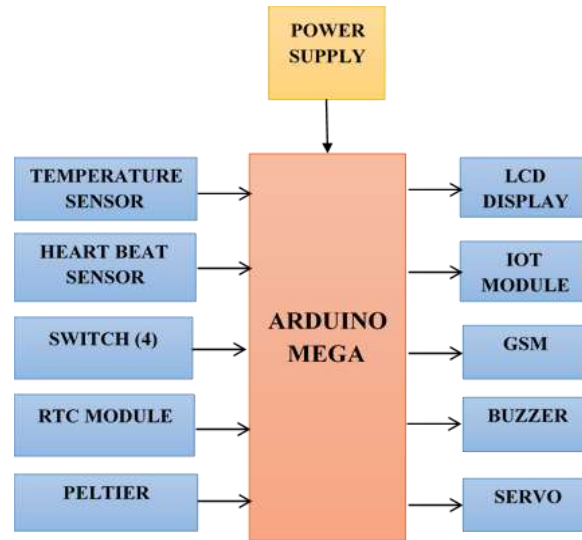 POWER
SUPPLY
TEMPERATURE
SENSOR
HEART BEAT
SENSOR
SWITCH (4)
RTC MODULE
PELTIER
ARDUINO
MEGA
LCD
DISPLAY
IOT
MODULE
GSM
BUZZER
SERVO